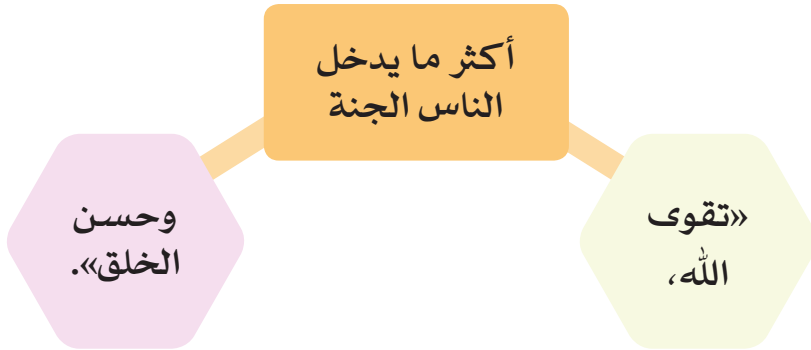 أكثر ما يدخل
الناس الجنة
«تقوى
الله،
وحسن
الخلق».